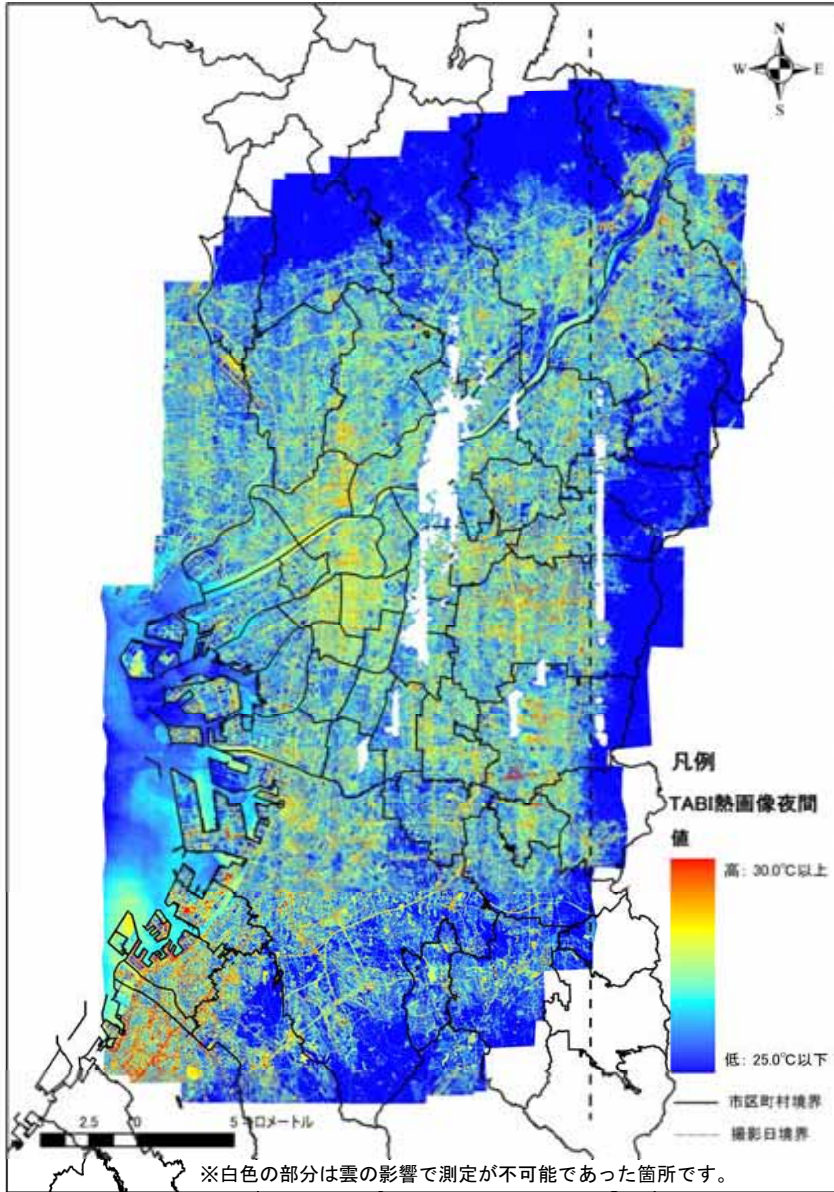 N
W E
S
凡例
TABI熱画像夜間
値
高: 30.0℃以上
低: 25.0℃以下
市区町村境界
撮影日境界
2.5 0 5 キロメートル
※白色の部分は雲の影響で測定が不可能であった箇所です。